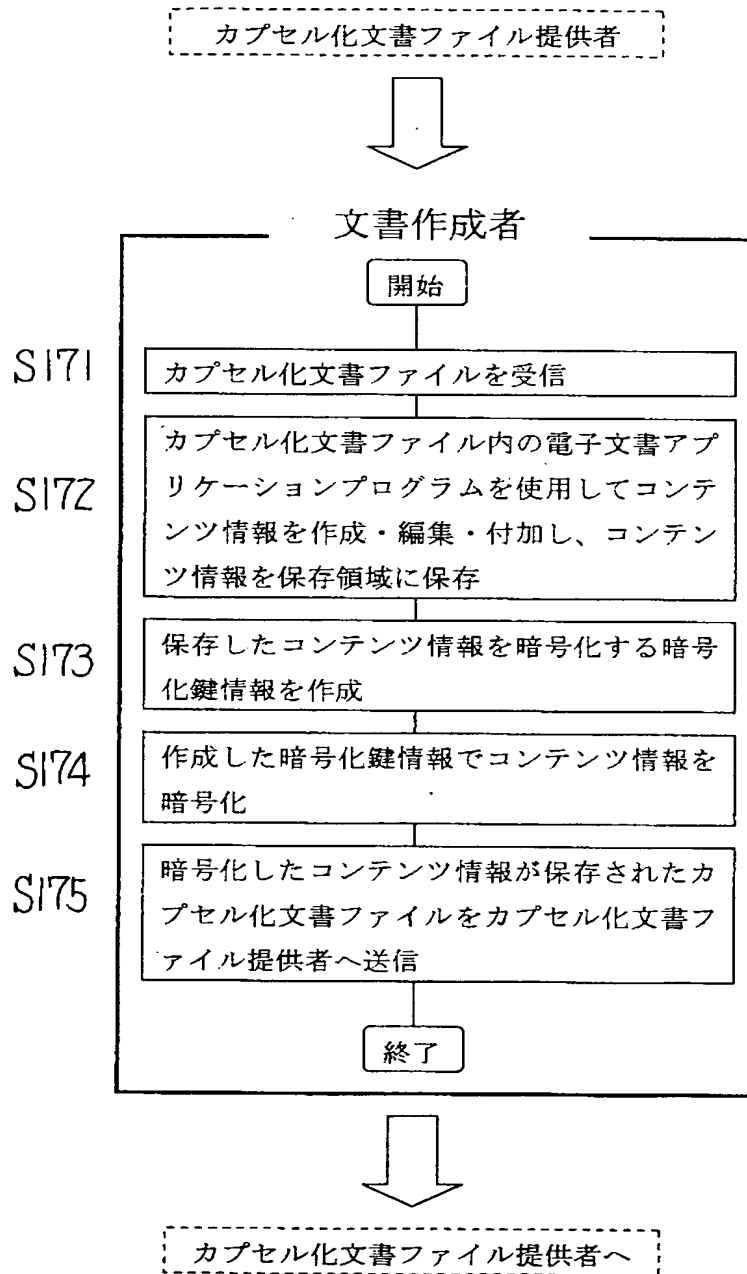 カプセル化文書ファイル提供者
文書作成者
開始
S171
カプセル化文書ファイルを受信
S172
カプセル化文書ファイル内の電子文書アプ
リケーションプログラムを使用してコンテ
ンツ情報を作成・編集・付加し、コンテン
ツ情報を保存領域に保存
S173
保存したコンテンツ情報を暗号化する暗号
化鍵情報を作成
S174
作成した暗号化鍵情報でコンテンツ情報を
暗号化
S175
暗号化したコンテンツ情報が保存されたカ
プセル化文書ファイルをカプセル化文書フ
ァイル提供者へ送信
終了
カプセル化文書ファイル提供者へ